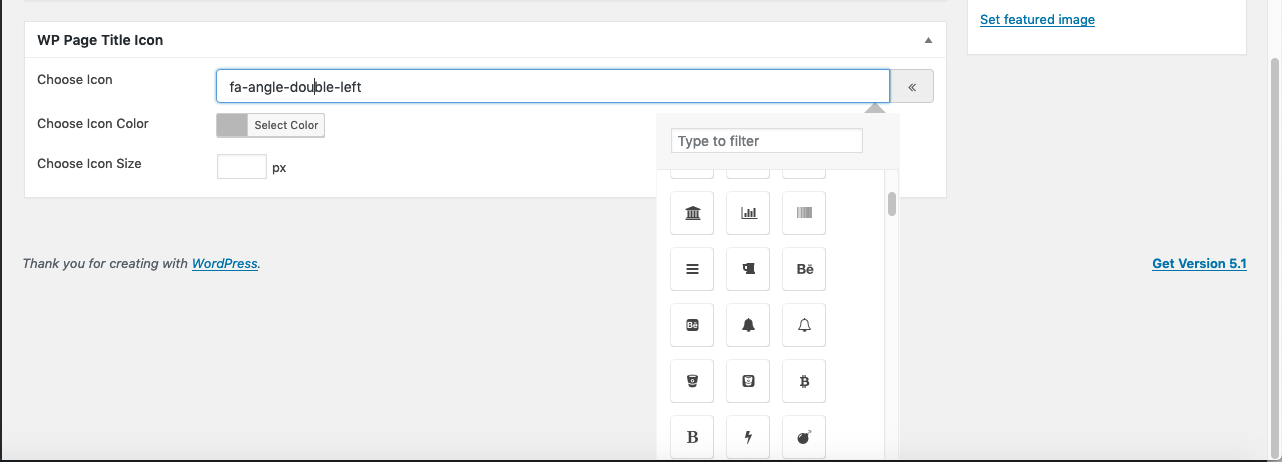 Set featured image
WP Page Title Icon
Choose Icon
fa-angle-double-left
Choose Icon Color
Select Color
Type to filter
Choose Icon Size
px
Bē
Bē
B
Thank you for creating with WordPress.
Get Version 5.1